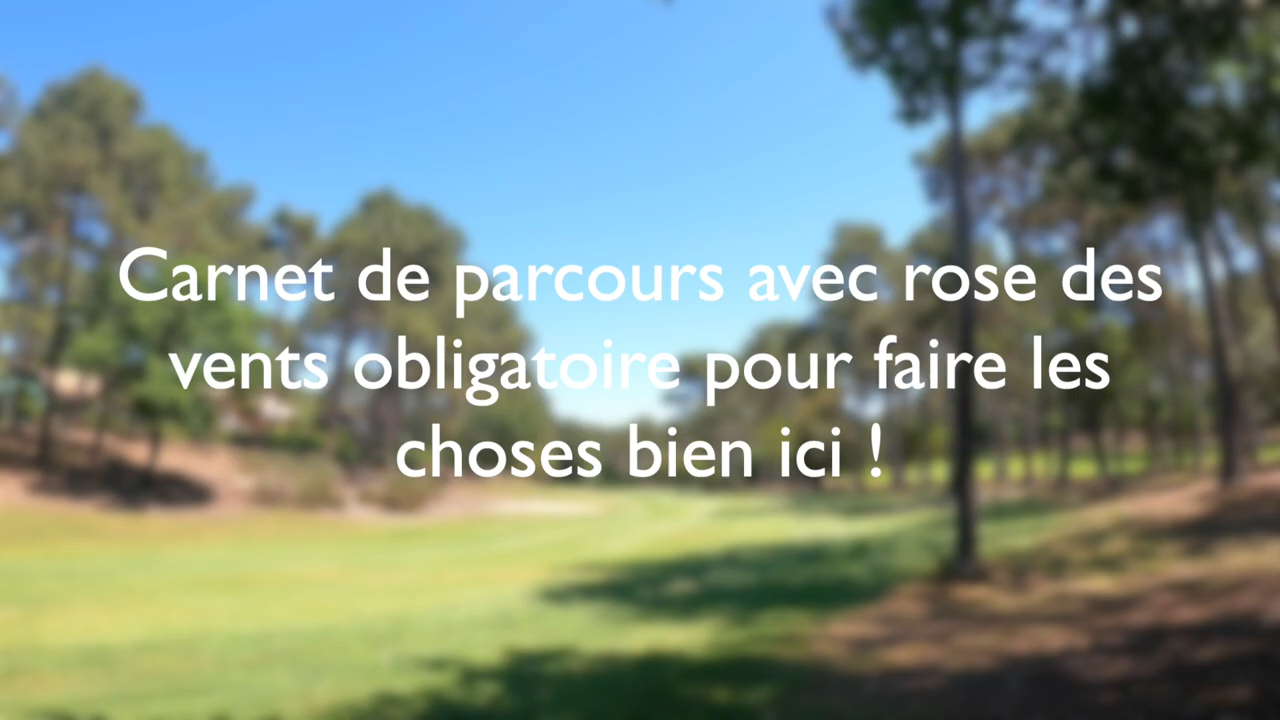 Carnet de parcours avec rose des
vents obligatoire pour faire les
choses bien ici !